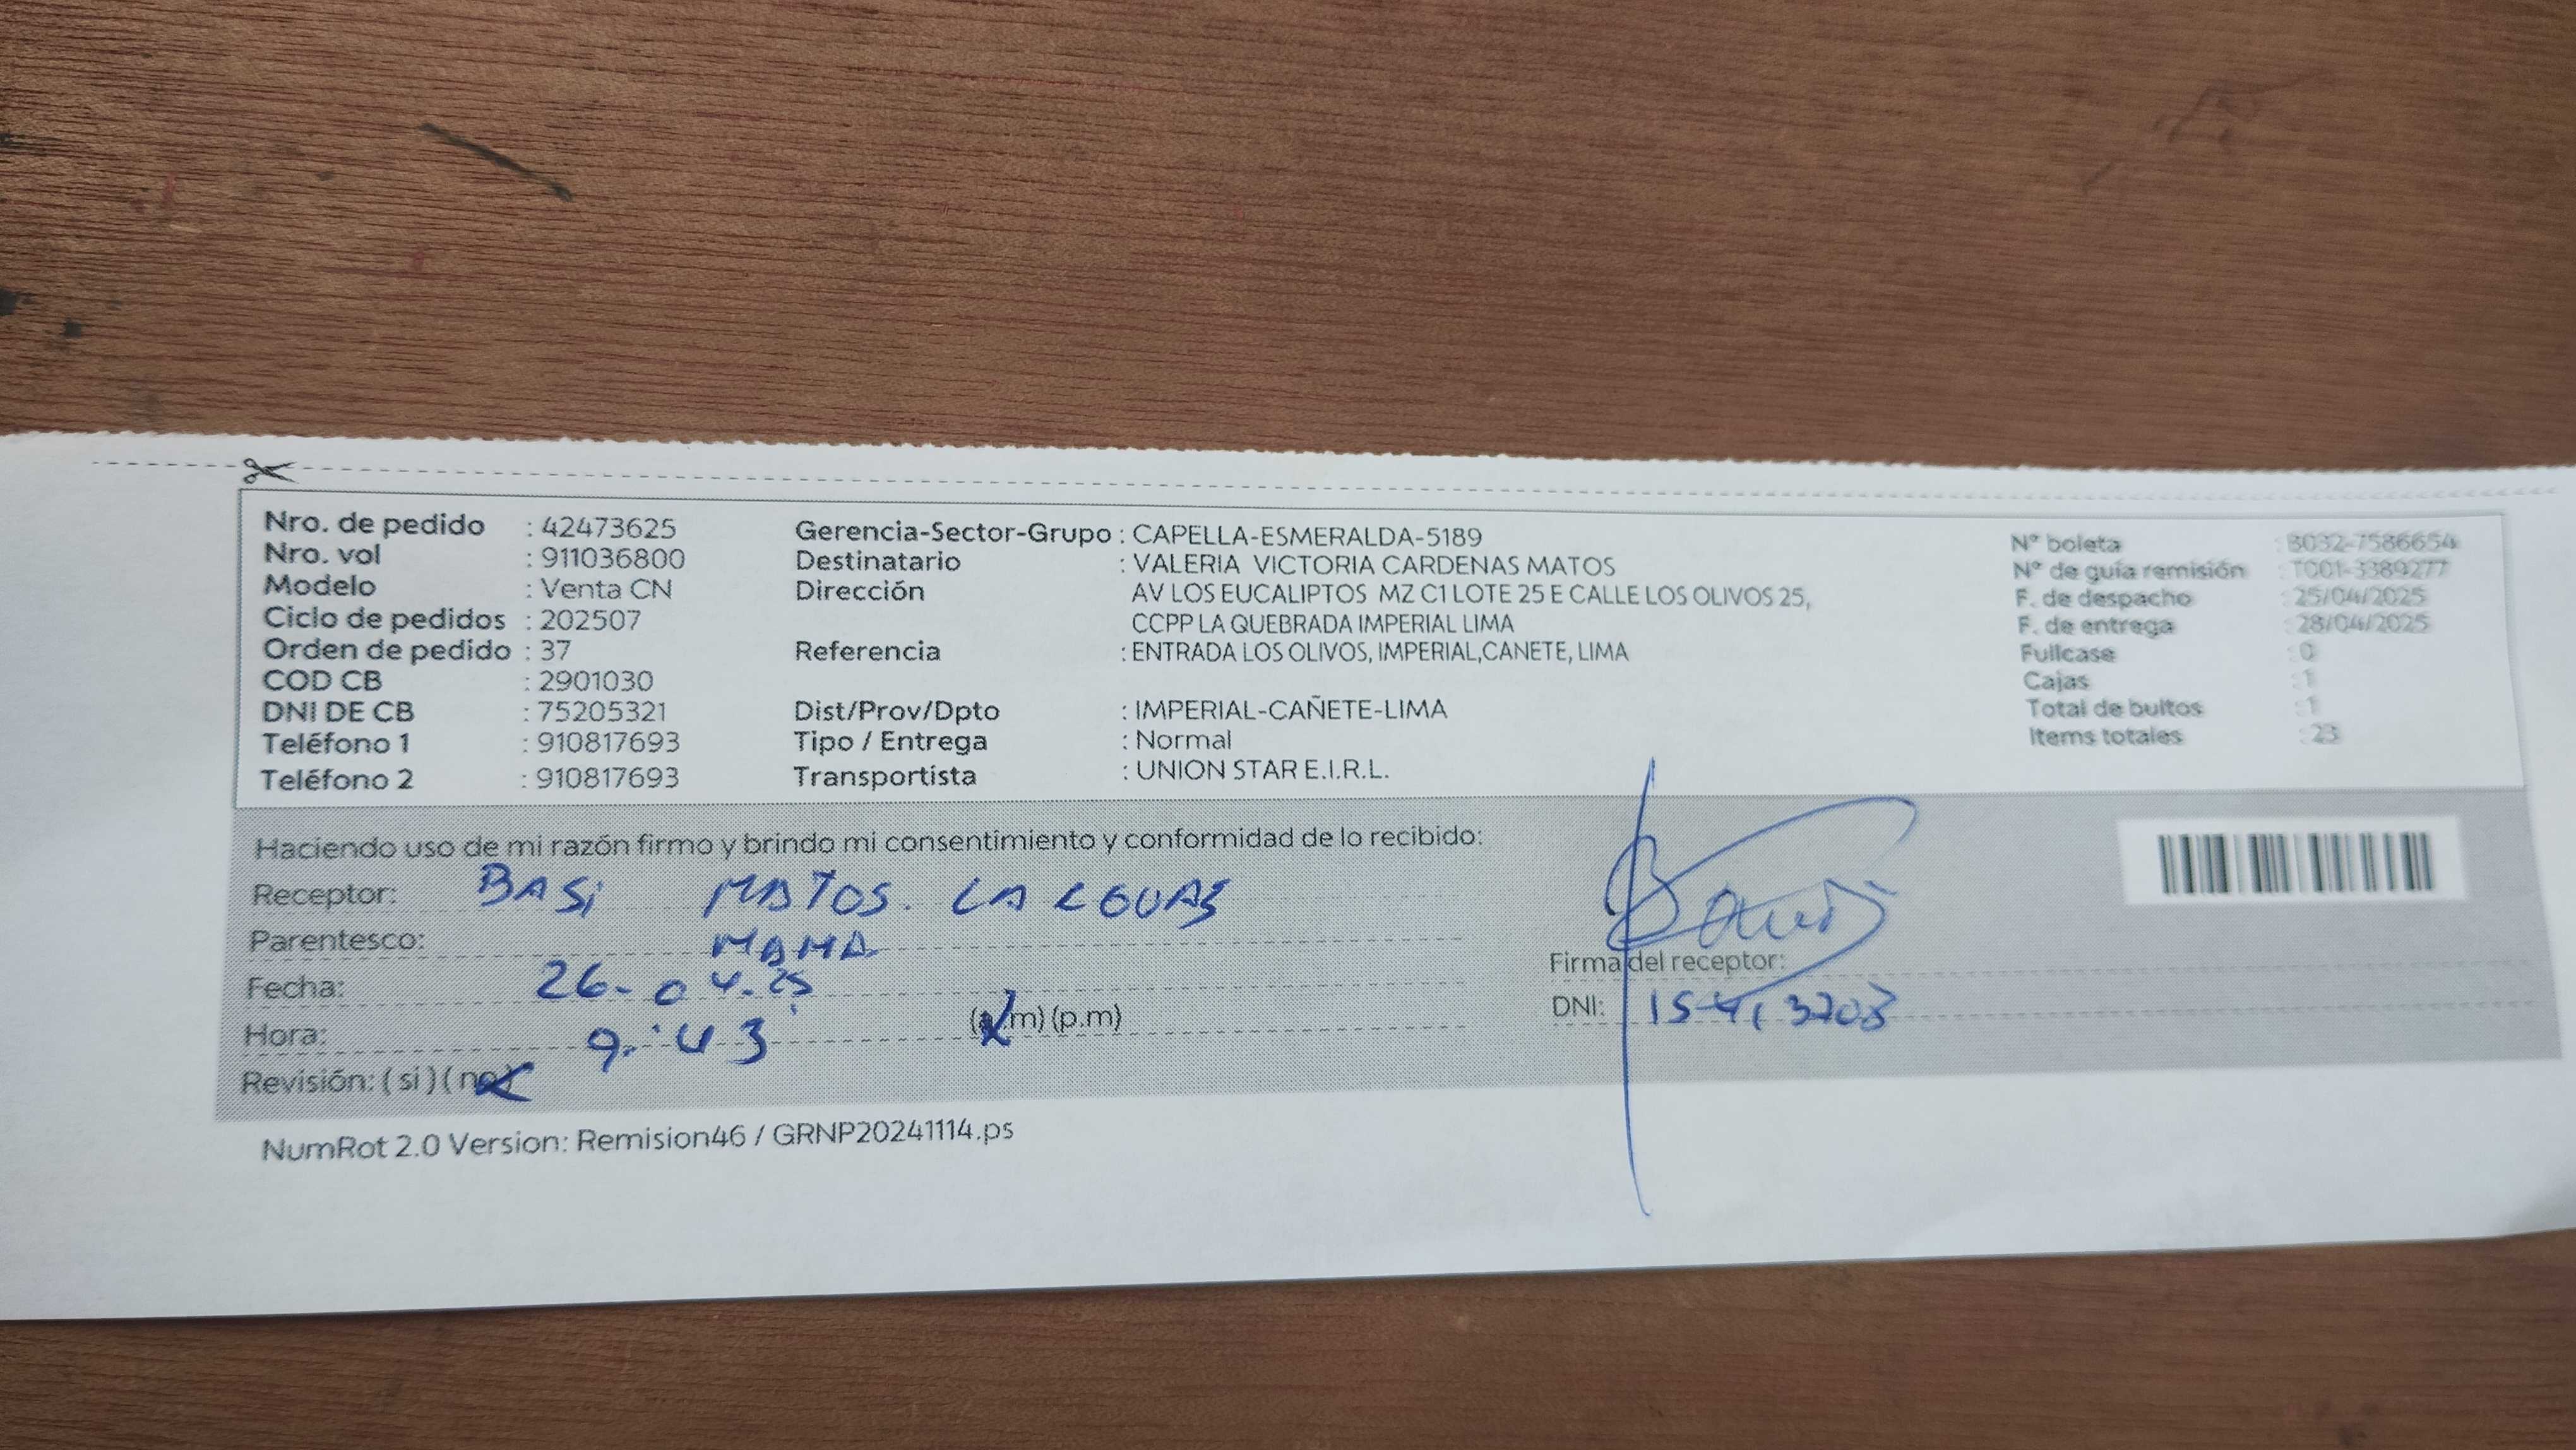 Nro. de pedido : 42473625
Nro. vol : 911036800
Modelo : Venta CN
Ciclo de pedidos : 202507
Orden de pedido : 37
COD CB : 2901030
DNI DE CB : 75205321
Teléfono 1 : 910817693
Teléfono 2 : 910817693
Gerencia-Sector-Grupo : CAPELLA-ESMERALDA-5189
Destinatario : VALERIA VICTORIA CARDENAS MATOS
Dirección AV LOS EUCALIPTOS MZ C1 LOTE 25 E CALLE LOS OLIVOS 25,
CCPP LA QUEBRADA IMPERIAL LIMA
Referencia : ENTRADA LOS OLIVOS, IMPERIAL,CANETE, LIMA
Dist/Prov/Dpto : IMPERIAL-CAÑETE-LIMA
Tipo / Entrega : Normal
Transportista : UNION STAR E.I.R.L.
N° boleta : B032-7586654
N° de guía remisión : T001-3389277
F. de despacho : 25/04/2025
F. de entrega : 28/04/2025
Fullcase : 0
Cajas : 1
Total de bultos : 1
Items totales : 23
Haciendo uso de mi razón firmo y brindo mi consentimiento y conformidad de lo recibido:
Receptor: BASi MATOS.
Parentesco: MAMA
Fecha: 26-04-25
Hora: 9:43 (a.m) (p.m)
Revisión: ( si ) ( no )
Firma del receptor:
DNI:
NumRot 2.0 Version: Remision46 / GRNP20241114.ps